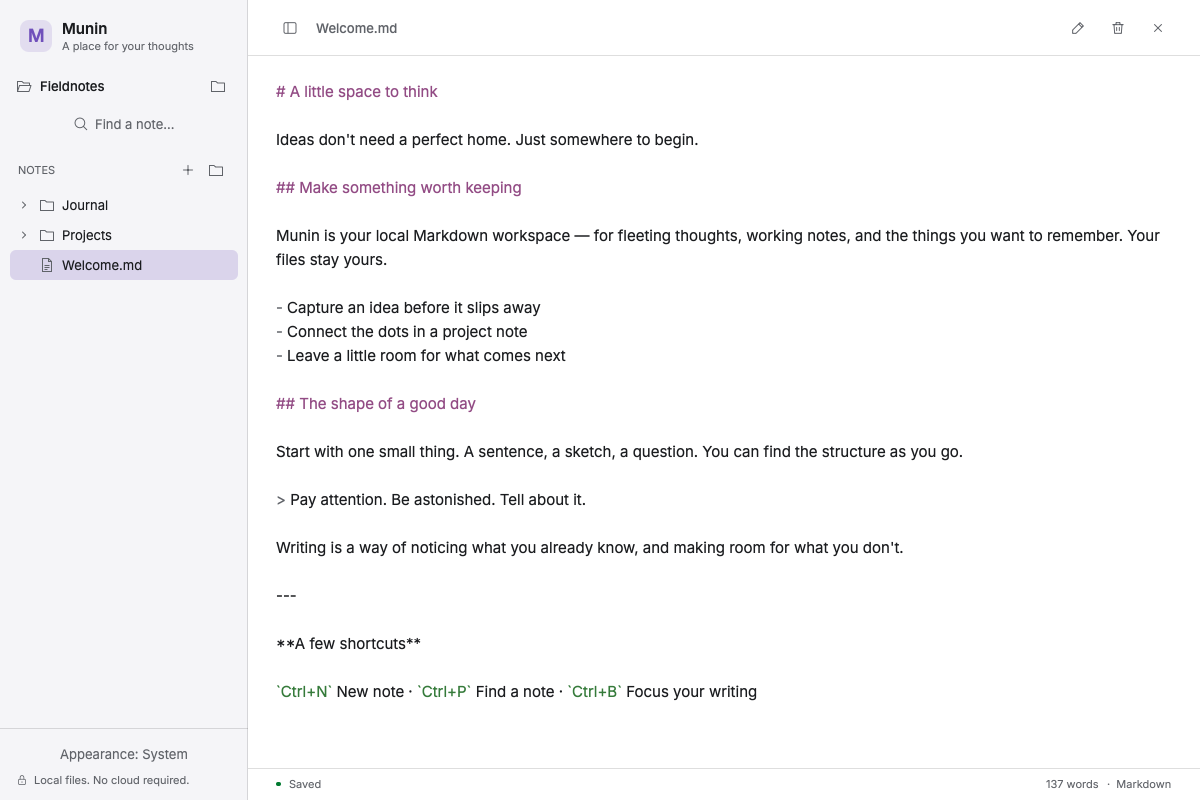 M
Munin
A place for your thoughts
Fieldnotes
Find a note...
NOTES
Journal
Projects
Welcome.md
Appearance: System
Local files. No cloud required.
Welcome.md
# A little space to think
Ideas don't need a perfect home. Just somewhere to begin.
## Make something worth keeping
Munin is your local Markdown workspace — for fleeting thoughts, working notes, and the things you want to remember. Your
files stay yours.
- Capture an idea before it slips away
- Connect the dots in a project note
- Leave a little room for what comes next
## The shape of a good day
Start with one small thing. A sentence, a sketch, a question. You can find the structure as you go.
> Pay attention. Be astonished. Tell about it.
Writing is a way of noticing what you already know, and making room for what you don't.
---
**A few shortcuts**
`Ctrl+N` New note · `Ctrl+P` Find a note · `Ctrl+B` Focus your writing
Saved
137 words · Markdown